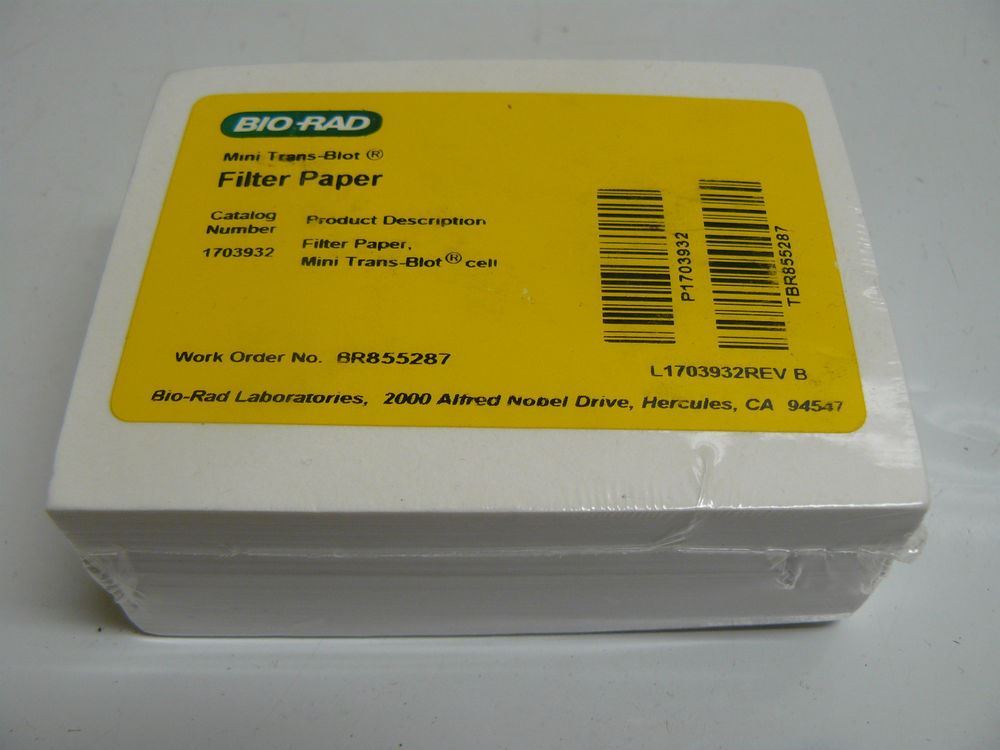 BIO-RAD
Mini Trans-Blot ®
Filter Paper
Catalog Number Product Description
1703932 Filter Paper,
Mini Trans-Blot® cell
P1703932
TBR855287
Work Order No. BR855287
L1703932REV B
Bio-Rad Laboratories, 2000 Alfred Nobel Drive, Hercules, CA 94547